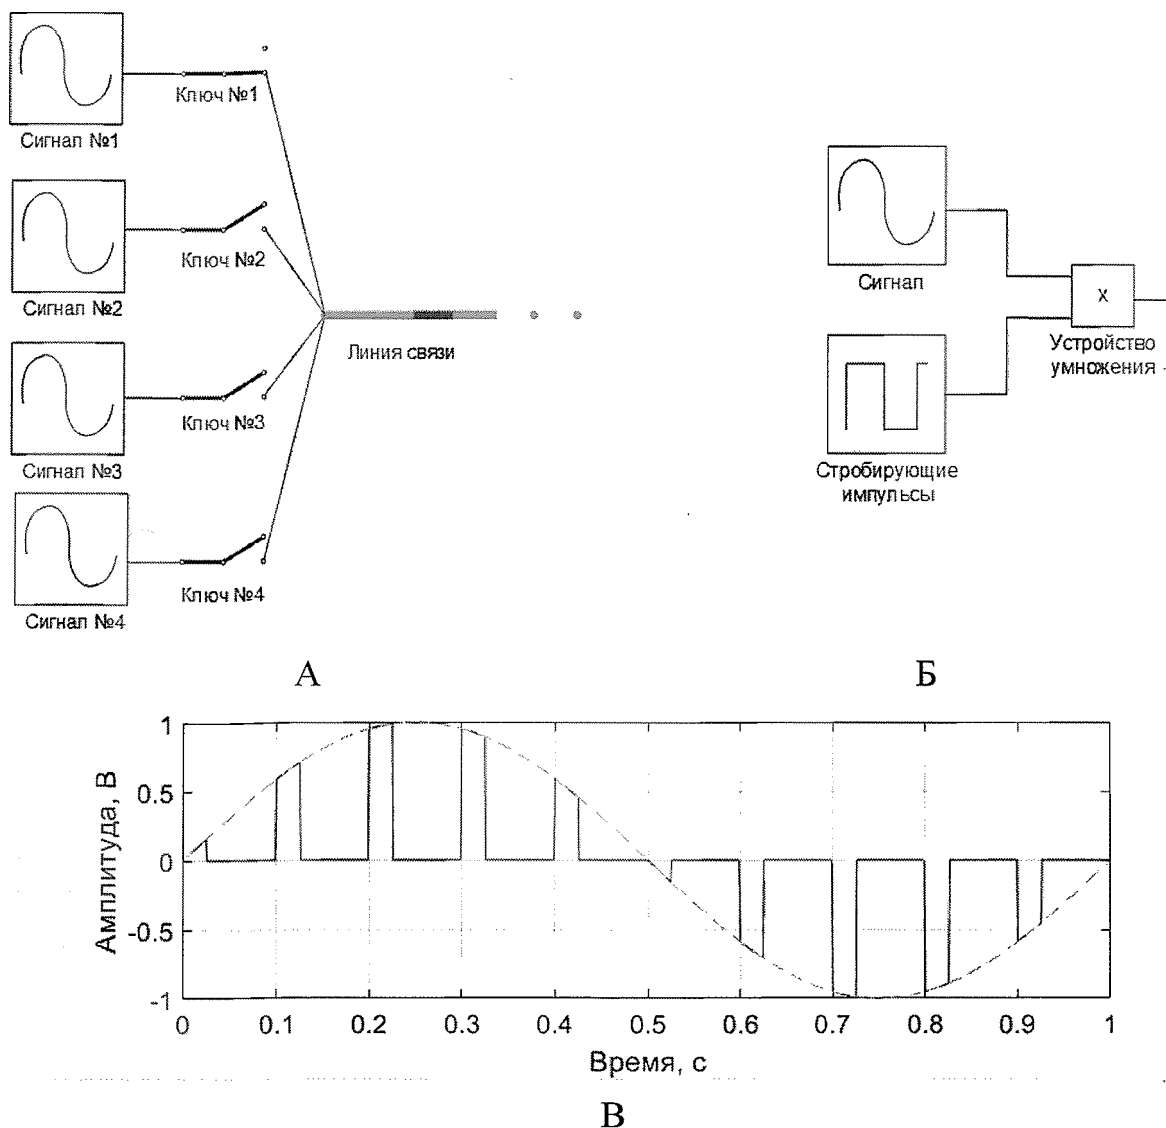 Ключ №1
Сигнал №1
Ключ №2
Сигнал №2
Линия связи
Ключ №3
Сигнал №3
Ключ №4
Сигнал №4
А
Сигнал
X
Устройство
умножения
Стробирующие
импульсы
Б
Амплитуда, В
1
0.5
0
-0.5
-1
0 0.1 0.2 0.3 0.4 0.5 0.6 0.7 0.8 0.9 1
Время, с
В